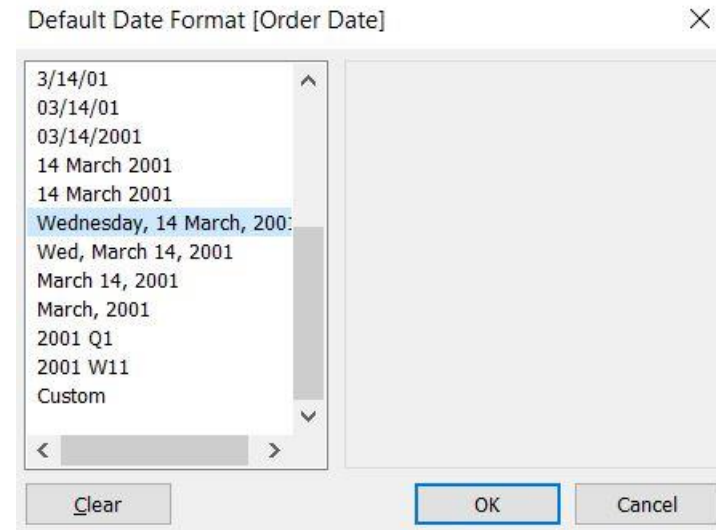 Default Date Format [Order Date]
3/14/01
03/14/01
03/14/2001
14 March 2001
14 March 2001
Wednesday, 14 March, 200
Wed, March 14, 2001
March 14, 2001
March, 2001
2001 Q1
2001 W11
Custom
Clear
OK
Cancel